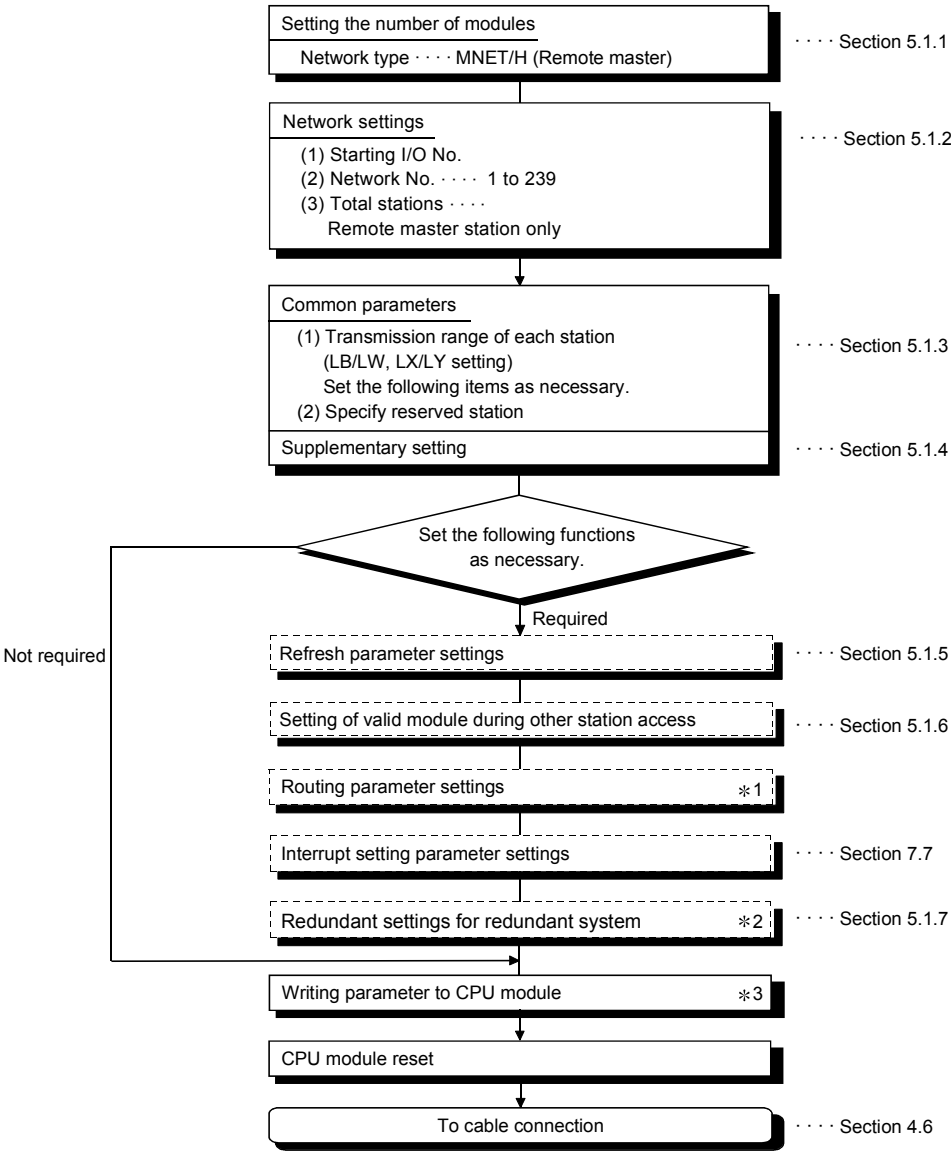 Setting the number of modules
Network type ···· MNET/H (Remote master)
···· Section 5.1.1
Network settings
(1) Starting I/O No.
(2) Network No. ···· 1 to 239
(3) Total stations ····
Remote master station only
···· Section 5.1.2
Common parameters
(1) Transmission range of each station
(LB/LW, LX/LY setting)
Set the following items as necessary.
(2) Specify reserved station
···· Section 5.1.3
Supplementary setting
···· Section 5.1.4
Set the following functions
as necessary.
Required
Not required
Refresh parameter settings
···· Section 5.1.5
Setting of valid module during other station access
···· Section 5.1.6
Routing parameter settings *1
Interrupt setting parameter settings
···· Section 7.7
Redundant settings for redundant system *2
···· Section 5.1.7
Writing parameter to CPU module *3
CPU module reset
To cable connection
···· Section 4.6